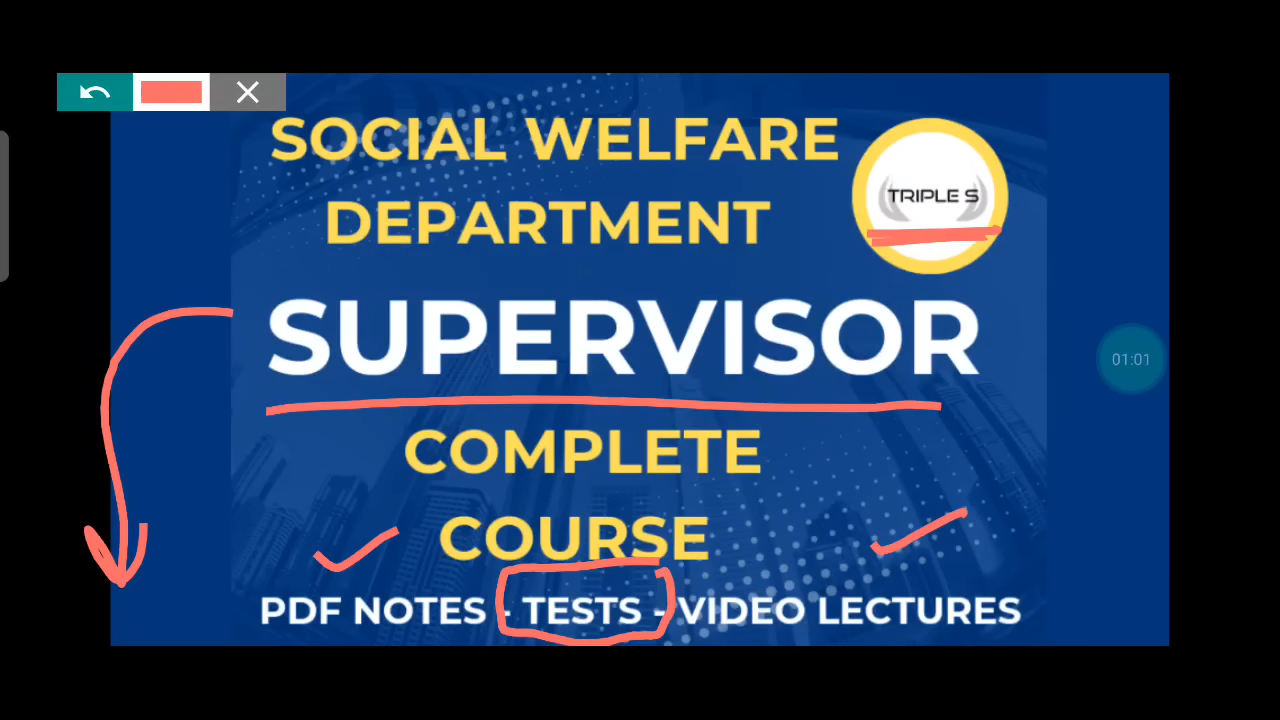 SOCIAL WELFARE
DEPARTMENT
TRIPLE S
SUPERVISOR
01:01
COMPLETE
COURSE
PDF NOTES - TESTS - VIDEO LECTURES